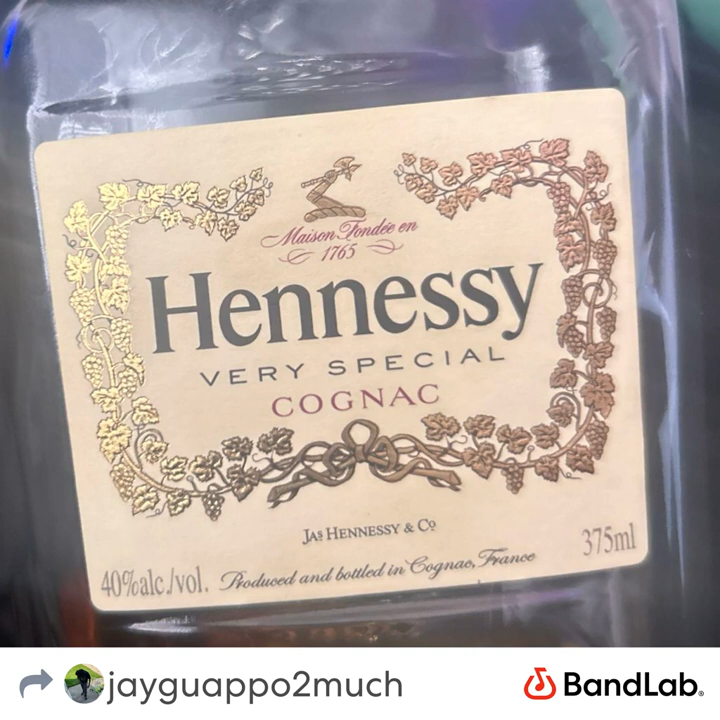 Maison Fondée en
1765
Hennessy
VERY SPECIAL
COGNAC
JAs HENNESSY & Co
375ml
40%alc./vol. Produced and bottled in Cognac, France
jayguappo2much
BandLab.